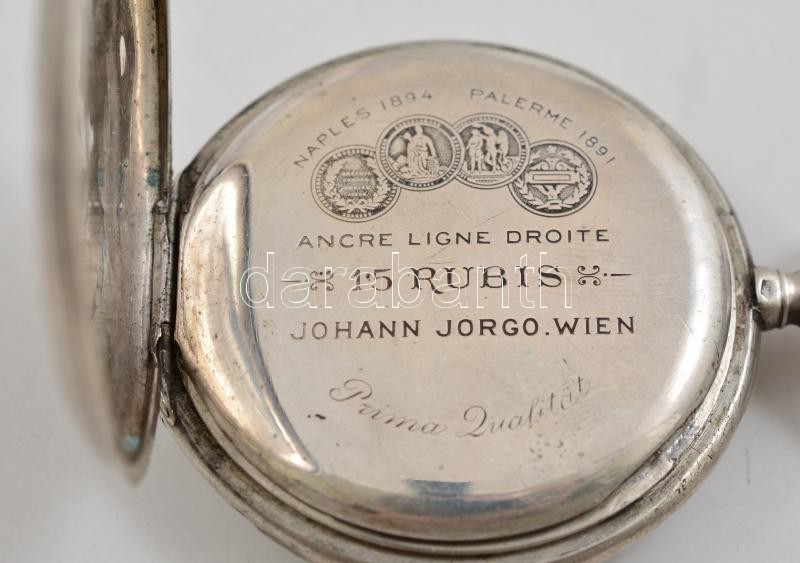 NAPLES 1894 PALERME 1891
ANCRE LIGNE DROITE
15 RUBIS
darabanth
JOHANN JORGO. WIEN
Prima Qualität